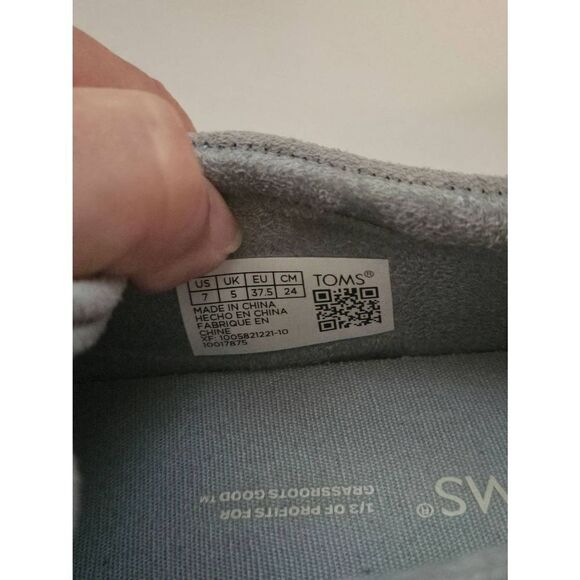 US UK EU CM TOMS®
7 5 37.5 24
MADE IN CHINA
HECHO EN CHINA
FABRIQUE EN
CHINE
XF: 1005821221-10
10017875
MS®
1/3 OF PROFITS FOR
GRASSROOTS GOOD™